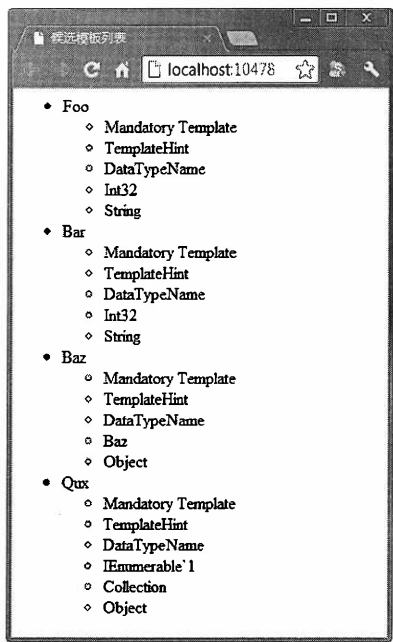 候选模板列表
localhost:10478
Foo
Mandatory Template
TemplateHint
DataTypeName
Int32
String
Bar
Mandatory Template
TemplateHint
DataTypeName
Int32
String
Baz
Mandatory Template
TemplateHint
DataTypeName
Baz
Object
Qux
Mandatory Template
TemplateHint
DataTypeName
IEnumerable`1
Collection
Object